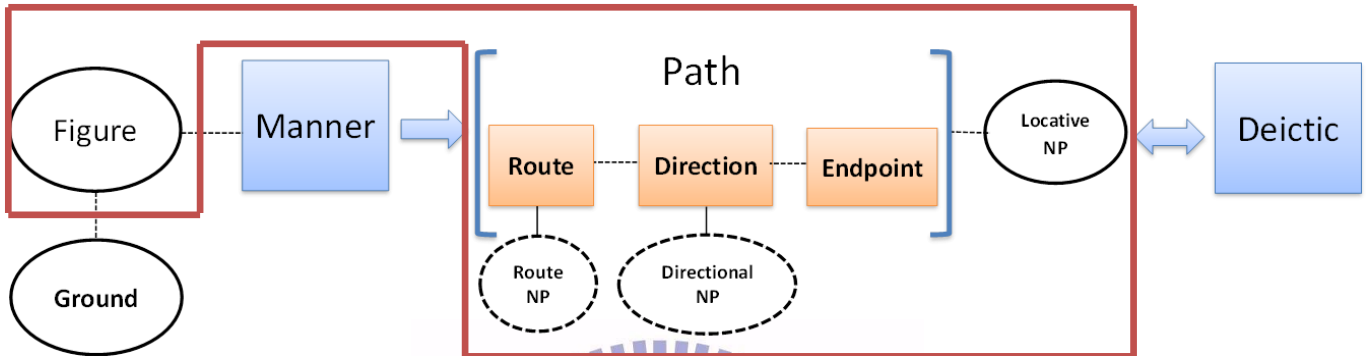 Path
Figure
Manner
Locative
NP
Deictic
Route
Direction
Endpoint
Route
NP
Directional
NP
Ground